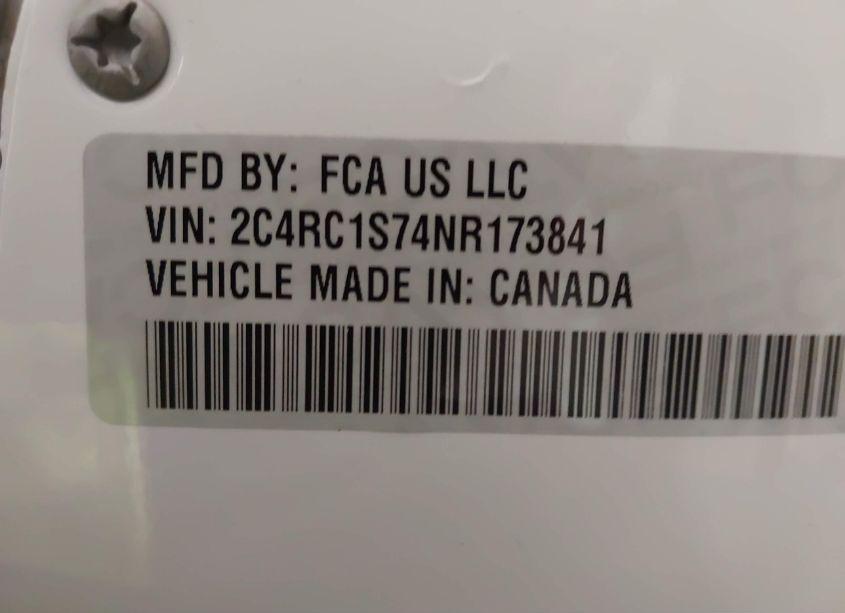 MFD BY: FCA US LLC
VIN: 2C4RC1S74NR173841
VEHICLE MADE IN: CANADA